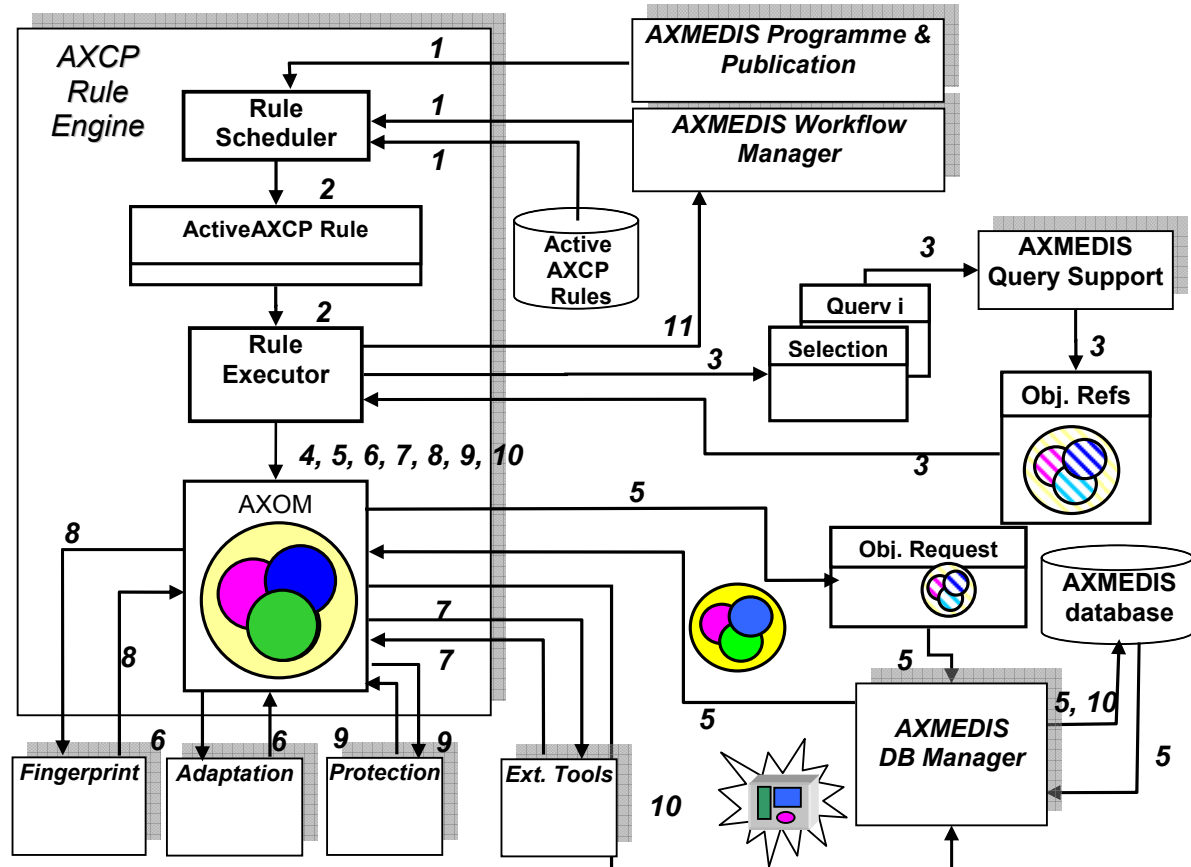 AXCP
Rule
Engine
1
AXMEDIS Programme &
Publication
Rule
Scheduler
1
AXMEDIS Workflow
Manager
1
2
ActiveAXCP Rule
Active
AXCP
Rules
3
AXMEDIS
Query Support
Query i
2
Rule
Executor
11
3
Selection
3
Obj. Refs
3
4, 5, 6, 7, 8, 9, 10
AXOM
5
8
Obj. Request
AXMEDIS
database
7
8
7
5
5
5, 10
AXMEDIS
DB Manager
5
6
6
9
9
Fingerprint
Adaptation
Protection
Ext. Tools
10